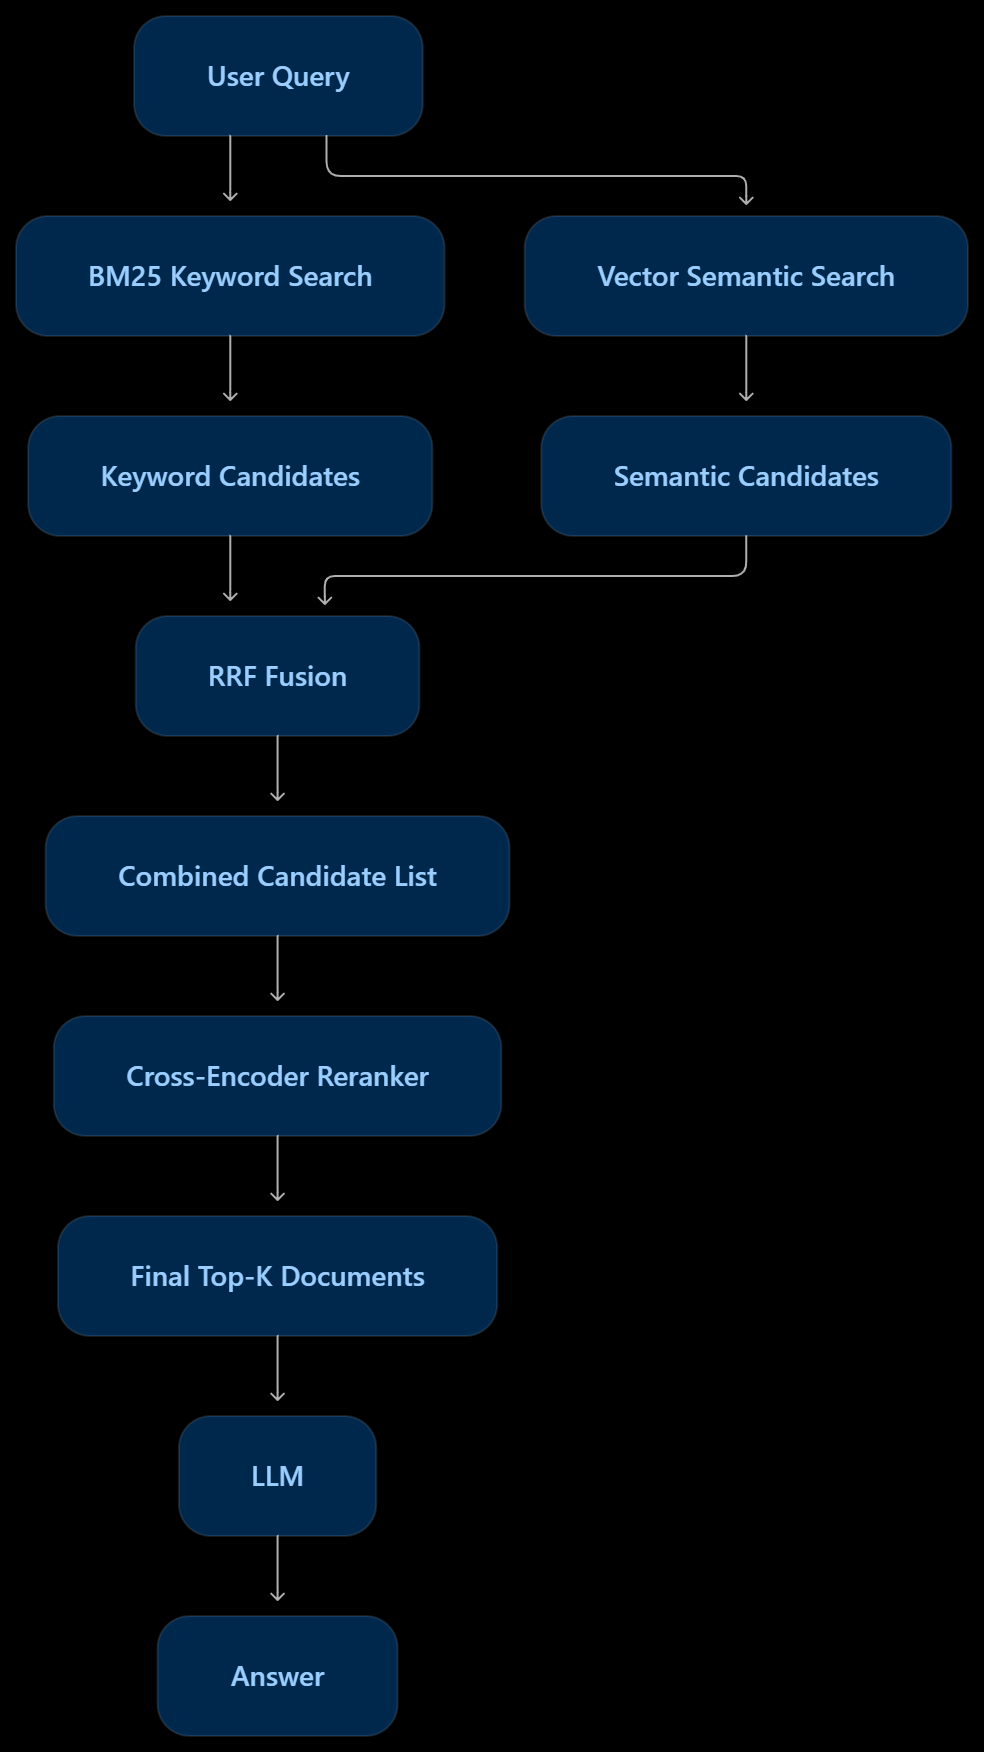 User Query
BM25 Keyword Search
Vector Semantic Search
Keyword Candidates
Semantic Candidates
RRF Fusion
Combined Candidate List
Cross-Encoder Reranker
Final Top-K Documents
LLM
Answer